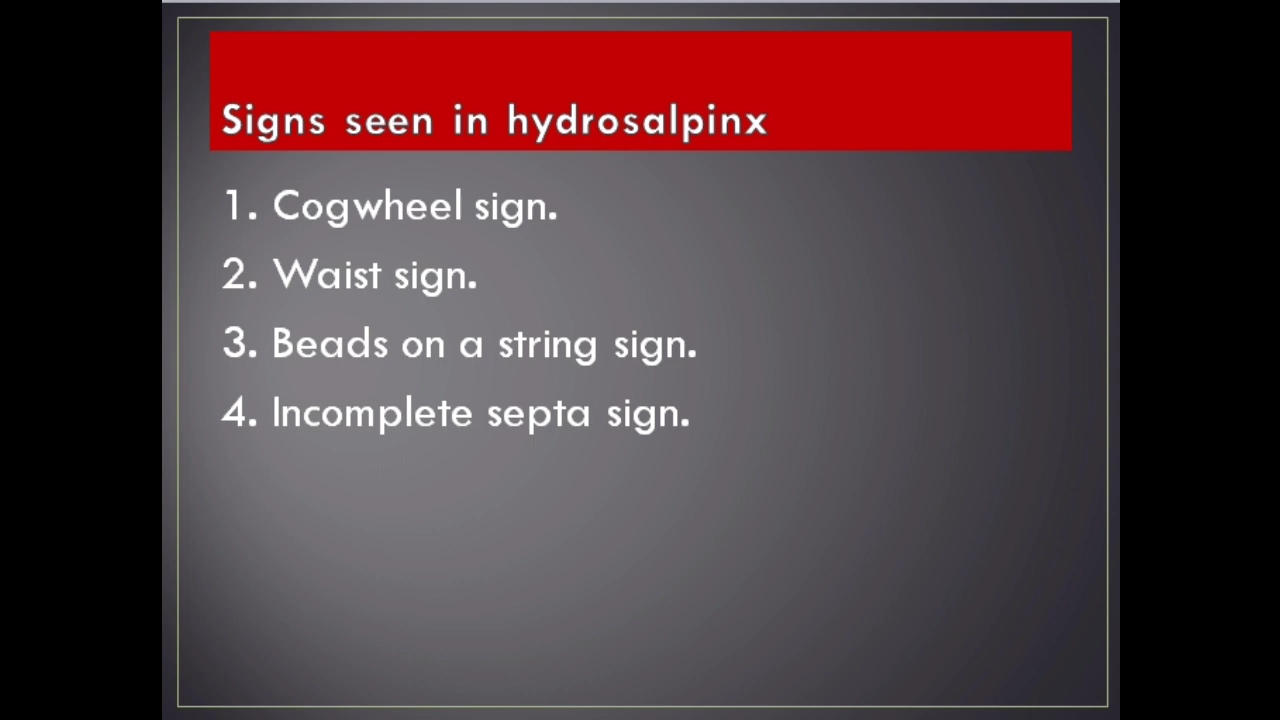 Signs seen in hydrosalpinx
1. Cogwheel sign.
2. Waist sign.
3. Beads on a string sign.
4. Incomplete septa sign.